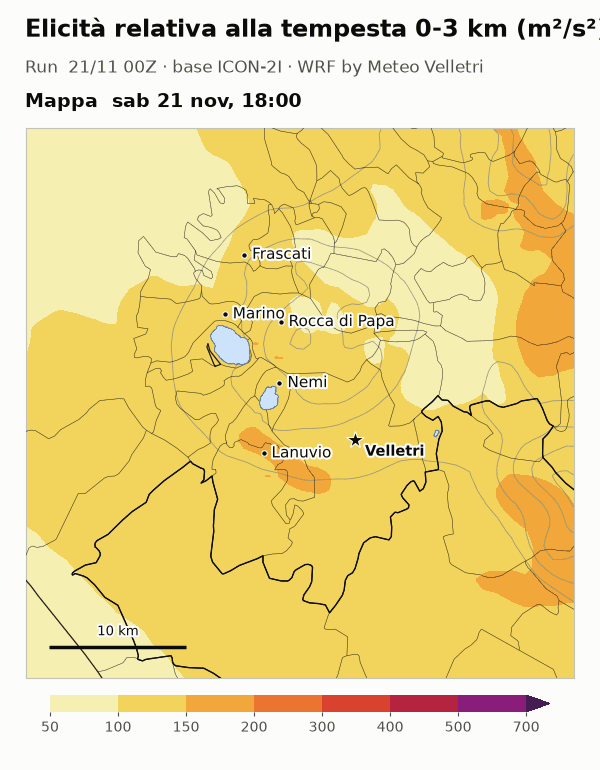 Elicità relativa alla tempesta 0-3 km (m²/s²)
Run  21/11 00Z · base ICON-2I · WRF by Meteo Velletri
Mappa  sab 21 nov, 18:00
Frascati
Marino
Rocca di Papa
Nemi
Velletri
Lanuvio
10 km
50 100 150 200 300 400 500 700